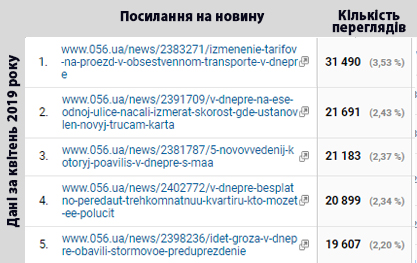 Посилання на новину
Кількість
переглядів
Дані за квітень 2019 року
1.
www.056.ua/news/2383271/izmenenie-tarifov
-na-proezd-v-obsestvennom-transporte-v-dnepr
e
31 490 (3,53 %)
2.
www.056.ua/news/2391709/v-dnepre-na-ese-
odnoj-ulice-nacali-izmerat-skorost-gde-ustanov
len-novyj-trucam-karta
21 691 (2,43 %)
3.
www.056.ua/news/2381787/5-novovvedenij-k
otoryj-poavilis-v-dnepre-s-maa
21 183 (2,37 %)
4.
www.056.ua/news/2402772/v-dnepre-besplat
no-peredaut-trehkomnatnuu-kvartiru-kto-mozet
-ee-polucit
20 899 (2,34 %)
5.
www.056.ua/news/2398236/idet-groza-v-dnep
re-obavili-stormovoe-preduprezdenie
19 607 (2,20 %)